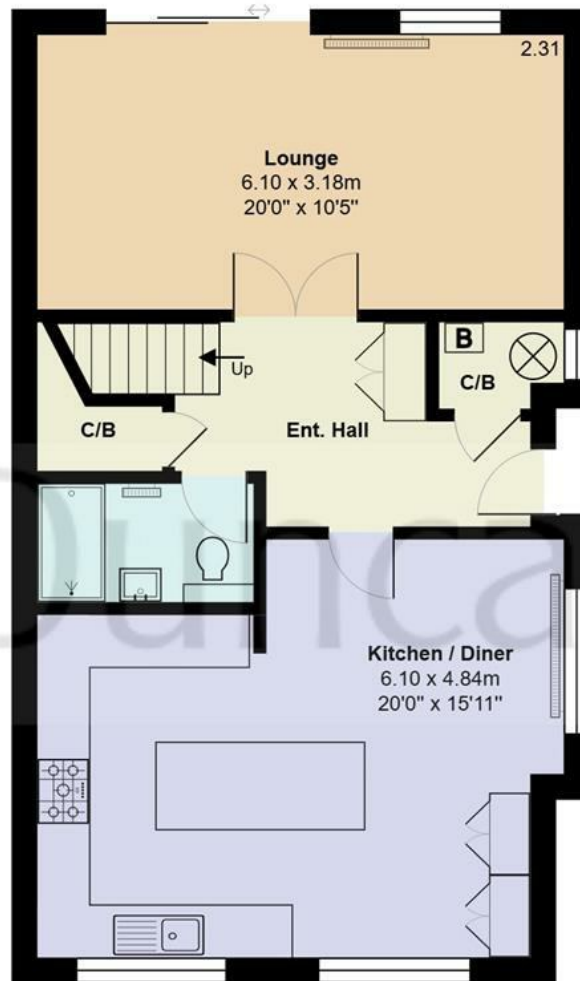 2.31
Lounge
6.10 x 3.18m
20'0" x 10'5"
Up
B
C/B
C/B
Ent. Hall
Dunca
Kitchen / Diner
6.10 x 4.84m
20'0" x 15'11"